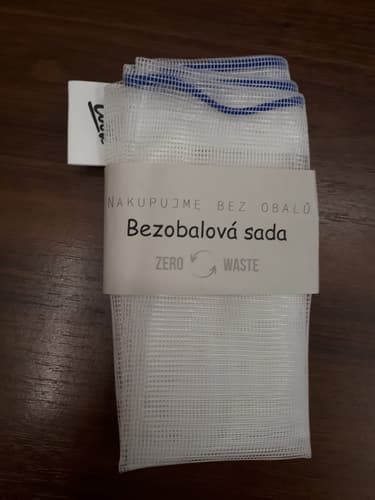 NAKUPUJME BEZ OBALŮ
Bezobalová sada
ZERO WASTE